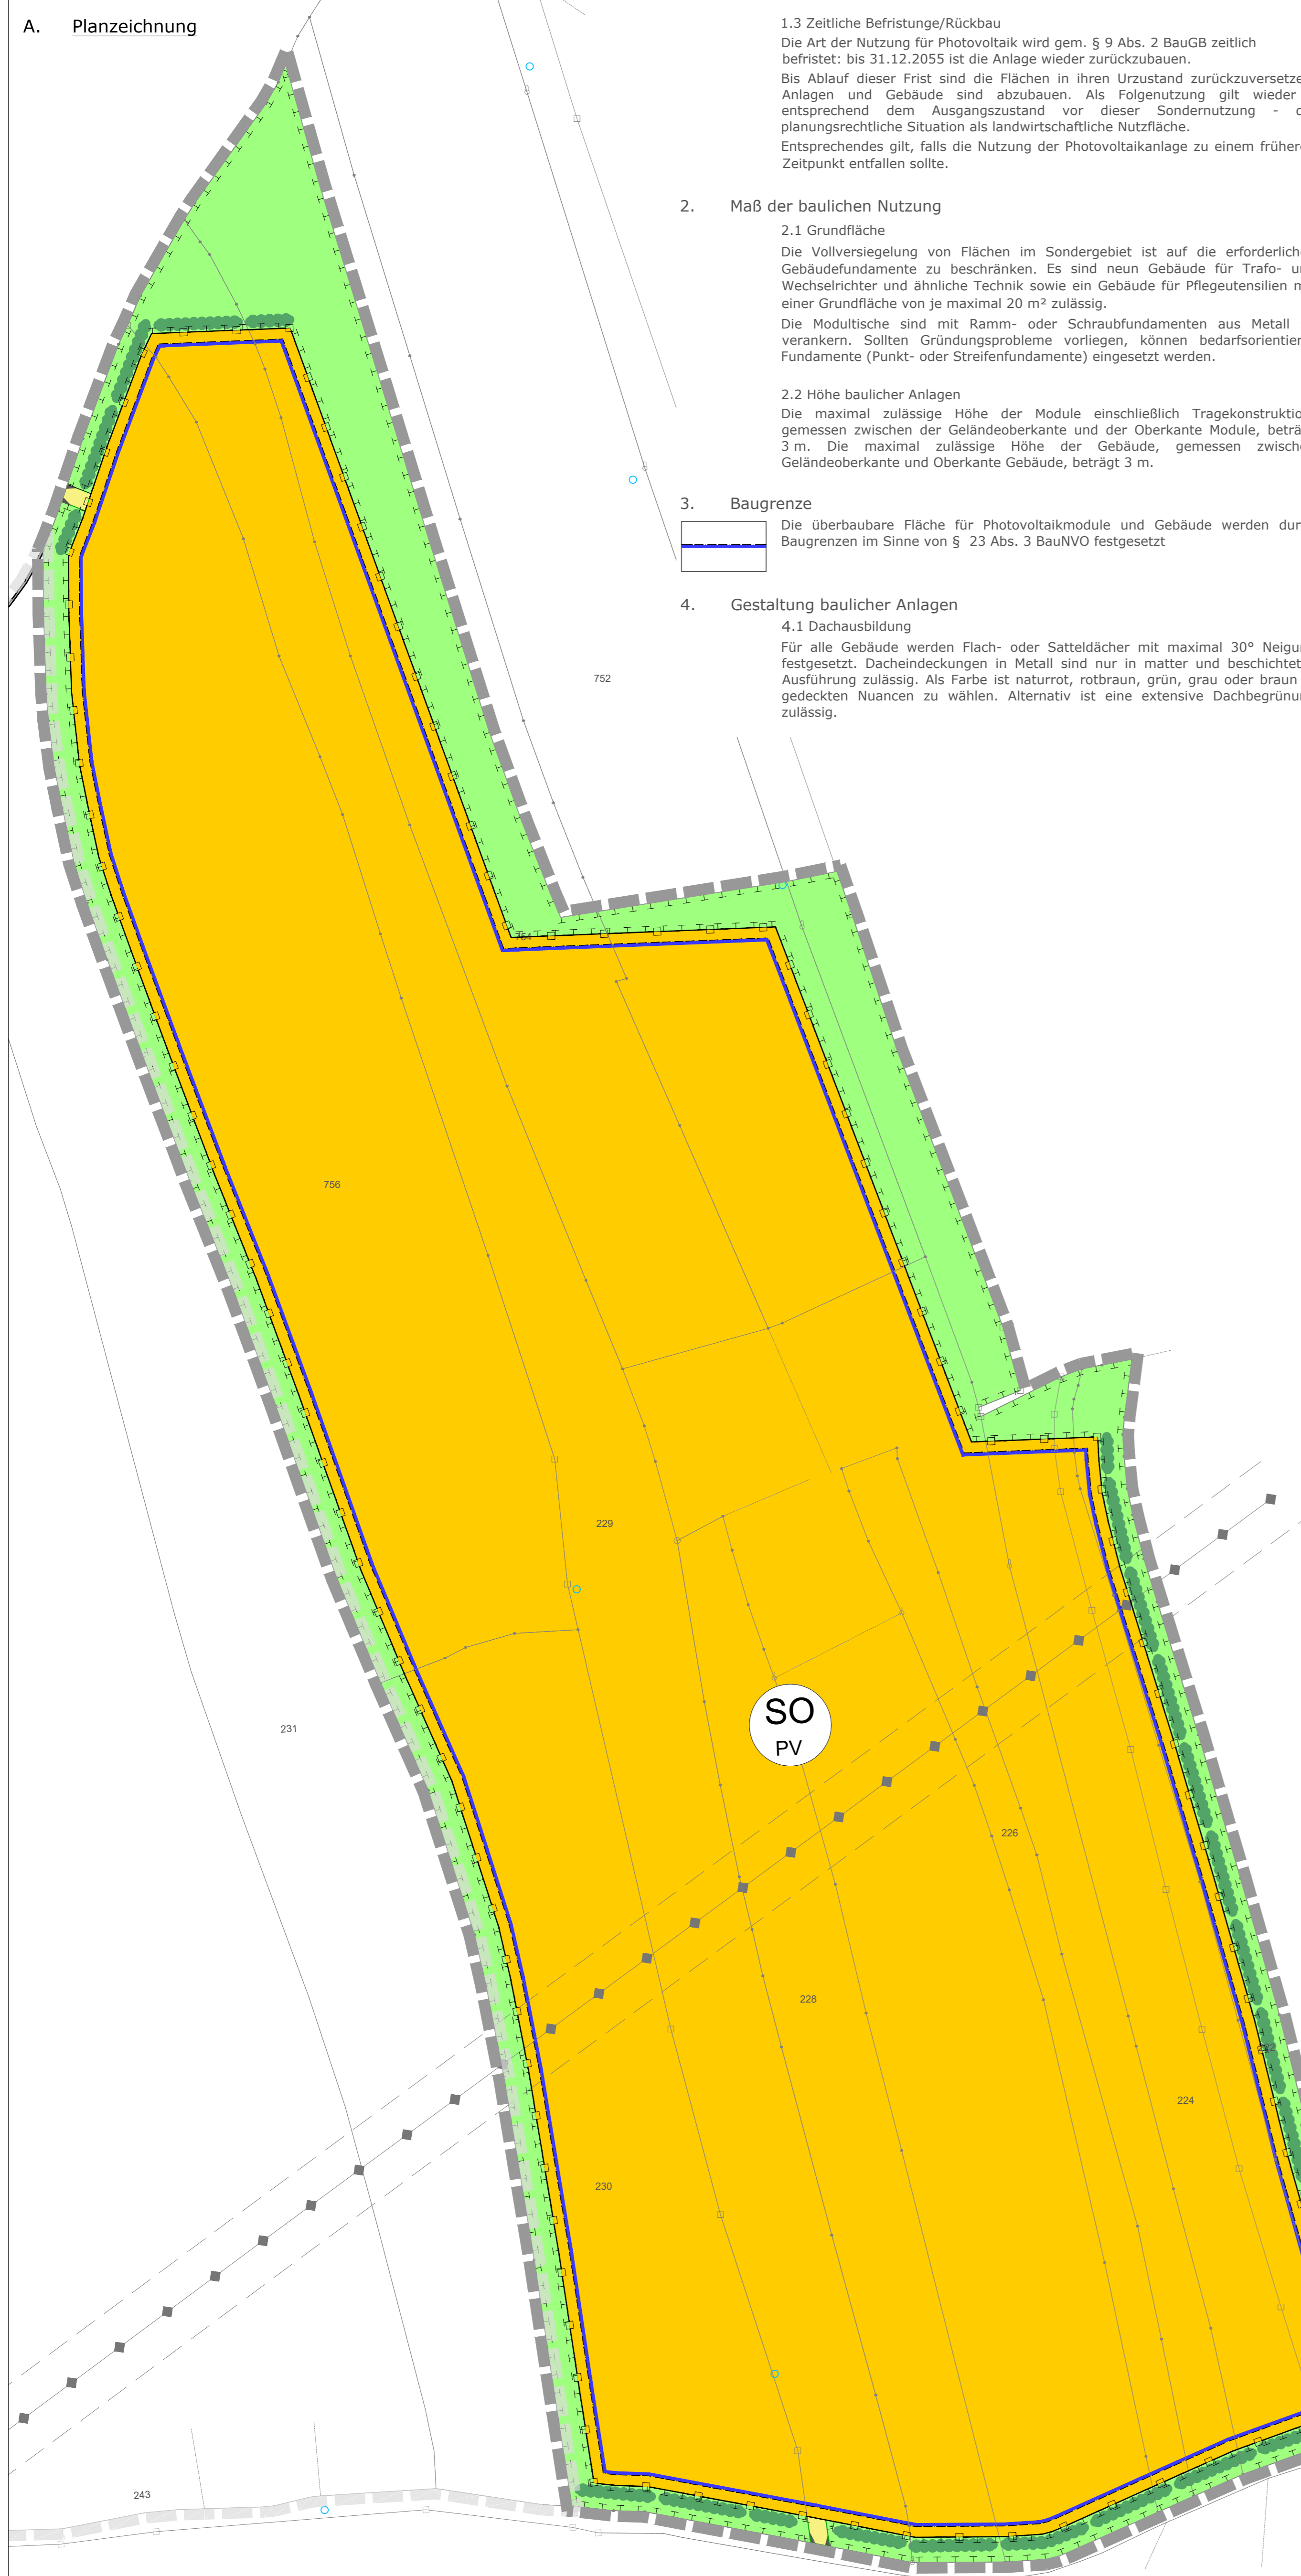 A. Planzeichnung
1.3 Zeitliche Befristunge/Rückbau
Die Art der Nutzung für Photovoltaik wird gem. § 9 Abs. 2 BauGB zeitlich
befristet: bis 31.12.2055 ist die Anlage wieder zurückzubauen.
Bis Ablauf dieser Frist sind die Flächen in ihren Urzustand zurückzuversetze
Anlagen und Gebäude sind abzubauen. Als Folgenutzung gilt wieder
entsprechend dem Ausgangszustand vor dieser Sondernutzung - d
planungsrechtliche Situation als landwirtschaftliche Nutzfläche.
Entsprechendes gilt, falls die Nutzung der Photovoltaikanlage zu einem früher
Zeitpunkt entfallen sollte.
2. Maß der baulichen Nutzung
2.1 Grundfläche
Die Vollversiegelung von Flächen im Sondergebiet ist auf die erforderlich
Gebäudefundamente zu beschränken. Es sind neun Gebäude für Trafo- u
Wechselrichter und ähnliche Technik sowie ein Gebäude für Pflegeutensilien m
einer Grundfläche von je maximal 20 m² zulässig.
Die Modultische sind mit Ramm- oder Schraubfundamenten aus Metall
verankern. Sollten Gründungsprobleme vorliegen, können bedarfsorientier
Fundamente (Punkt- oder Streifenfundamente) eingesetzt werden.
2.2 Höhe baulicher Anlagen
Die maximal zulässige Höhe der Module einschließlich Tragekonstruktio
gemessen zwischen der Geländeoberkante und der Oberkante Module, beträ
3 m. Die maximal zulässige Höhe der Gebäude, gemessen zwisch
Geländeoberkante und Oberkante Gebäude, beträgt 3 m.
3. Baugrenze
Die überbaubare Fläche für Photovoltaikmodule und Gebäude werden dur
Baugrenzen im Sinne von § 23 Abs. 3 BauNVO festgesetzt
4. Gestaltung baulicher Anlagen
4.1 Dachausbildung
Für alle Gebäude werden Flach- oder Satteldächer mit maximal 30° Neigu
festgesetzt. Dacheindeckungen in Metall sind nur in matter und beschichtet
Ausführung zulässig. Als Farbe ist naturrot, rotbraun, grün, grau oder braun
gedeckten Nuancen zu wählen. Alternativ ist eine extensive Dachbegrünu
zulässig.
752
754
756
229
231
SO
PV
226
228
222
224
230
243